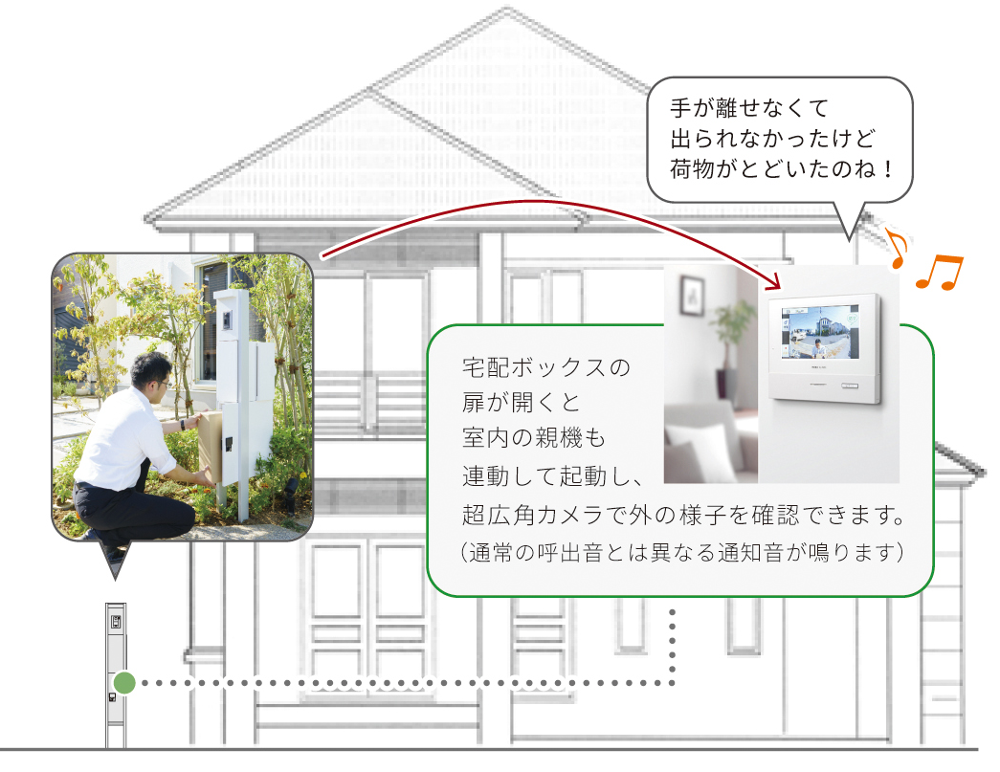 手が離せなくて
出られなかったけど
荷物がとどいたのね！
宅配ボックスの
扉が開くと
室内の親機も
連動して起動し、
超広角カメラで外の様子を確認できます。
（通常の呼出音とは異なる通知音が鳴ります）